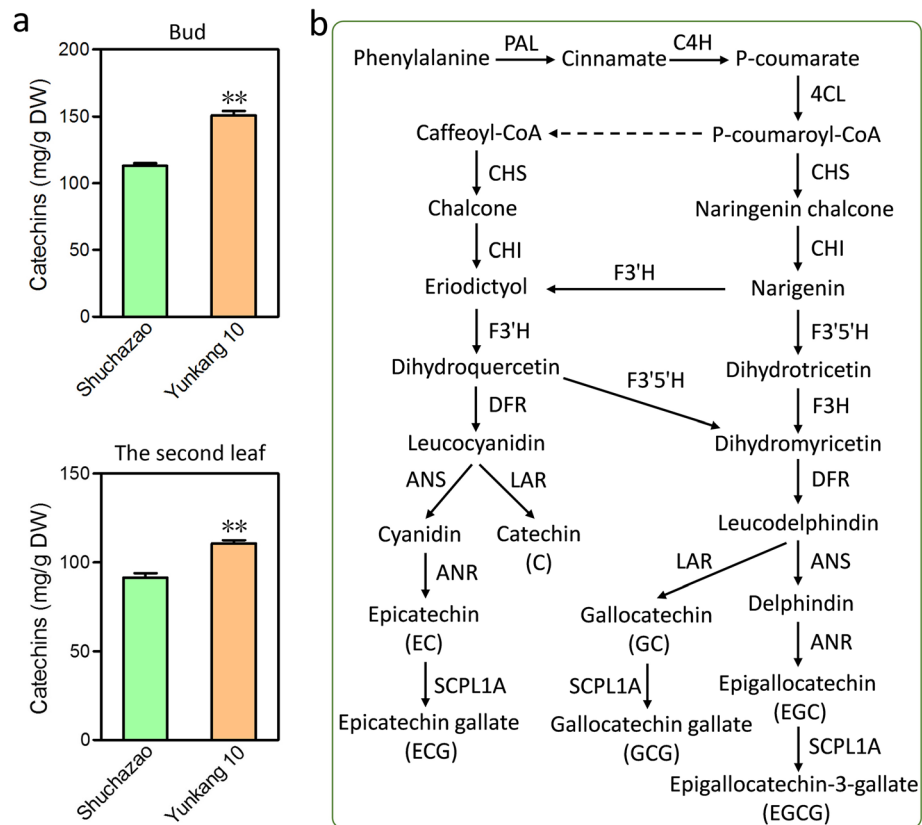 a
Bud
Catechins (mg/g DW)
200
150
100
50
0
**
Shuchazao
Yunkang 10
The second leaf
Catechins (mg/g DW)
150
100
50
0
**
Shuchazao
Yunkang 10
b
Phenylalanine PAL Cinnamate C4H P-coumarate
4CL
Caffeoyl-CoA P-coumaroyl-CoA
CHS CHS
Chalcone Naringenin chalcone
CHI CHI
Eriodictyol F3'H Narigenin
F3'H F3'5'H
Dihydroquercetin F3'5'H Dihydrotricetin
DFR F3H
Leucocyanidin Dihydromyricetin
ANS LAR DFR
Cyanidin Catechin Leucodelphindin
(C)
ANR LAR ANS
Epicatechin Gallocatechin Delphindin
(EC) (GC) ANR
SCPL1A SCPL1A Epigallocatechin
(EGC)
Epicatechin gallate Gallocatechin gallate
(ECG) (GCG) SCPL1A
Epigallocatechin-3-gallate
(EGCG)